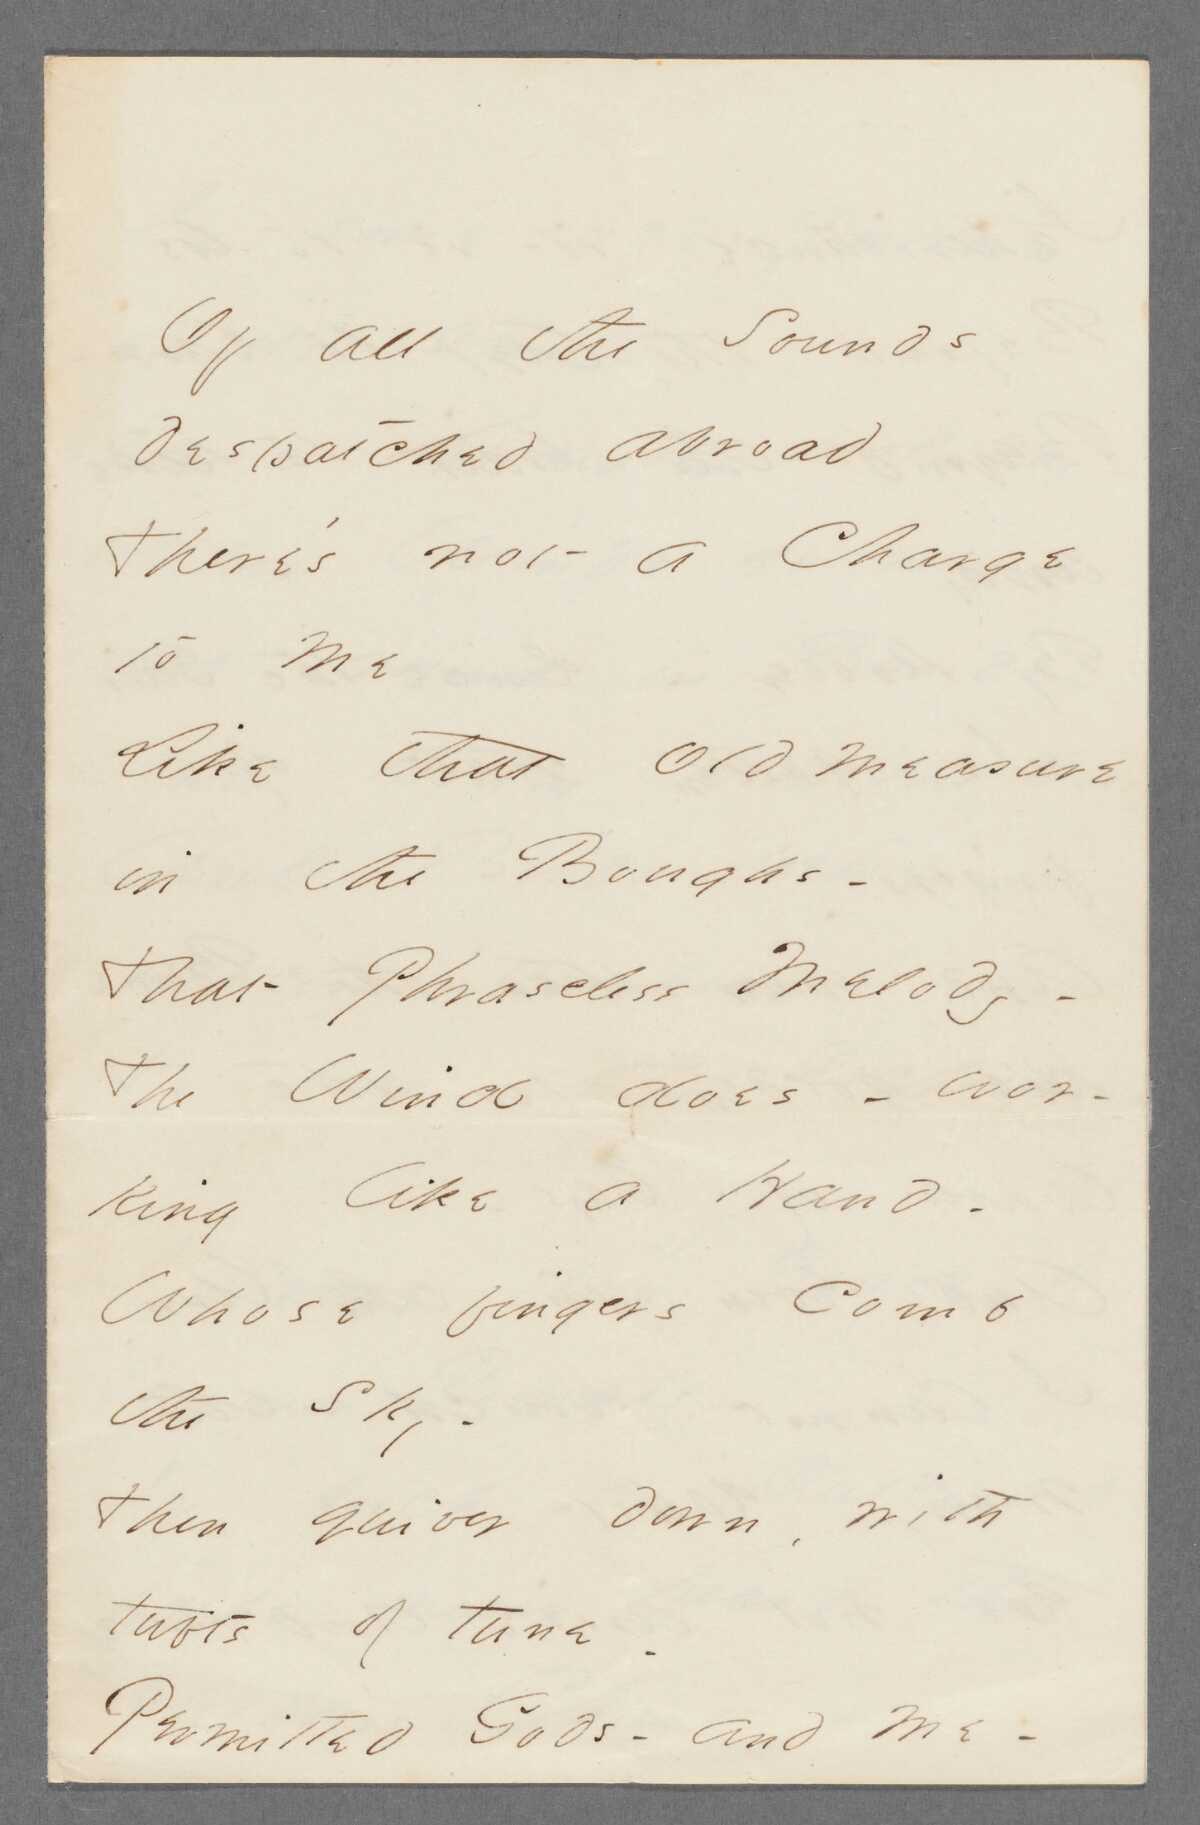 Of all the Sounds
despatched abroad
There's not a Charge
to me
Like that old measure
in the Boughs -
That Phraseless Melody -
The Wind does - wor-
king like a Hand -
Whose fingers Comb
the Sky -
Then quiver down, with
tufts of tune -
Permitted Gods - and me -